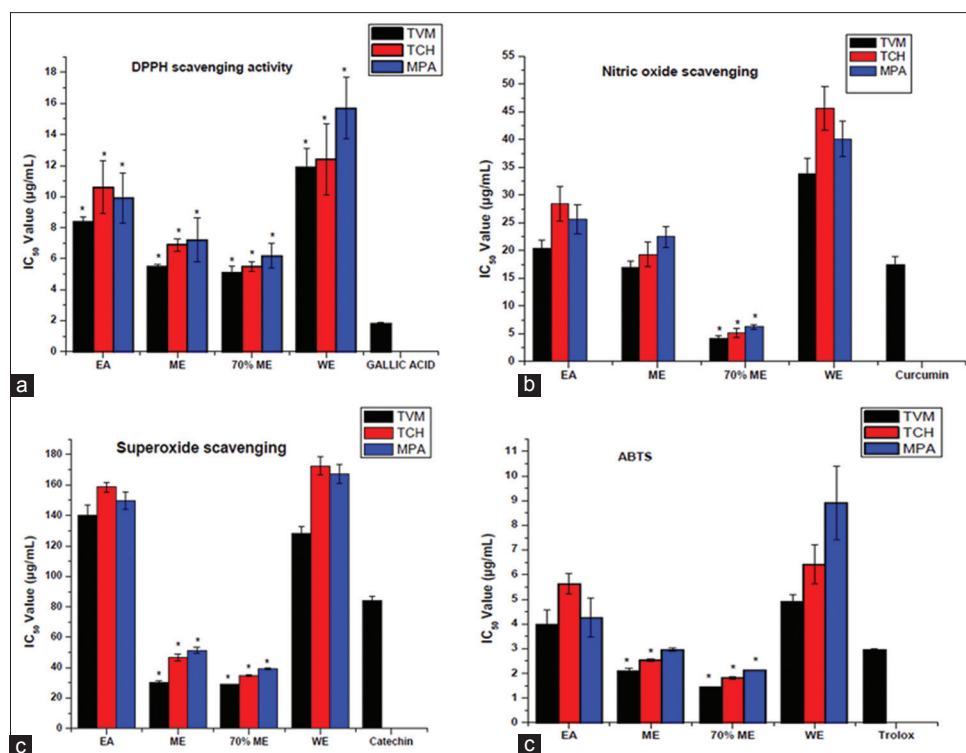 TVM
TCH
MPA
DPPH scavenging activity
IC50 Value (µg/mL)
18
16
14
12
10
8
6
4
2
0
* * * * * * * * * * * *
EA ME 70% ME WE GALLIC ACID
a
TVM
TCH
MPA
Nitric oxide scavenging
IC50 Value (µg/mL)
55
50
45
40
35
30
25
20
15
10
5
0
* * *
EA ME 70% ME WE Curcumin
b
TVM
TCH
MPA
Superoxide scavenging
IC50 Value (µg/mL)
180
160
140
120
100
80
60
40
20
0
* * * * * *
EA ME 70% ME WE Catechin
c
TVM
TCH
MPA
ABTS
IC50 Value (µg/mL)
11
10
9
8
7
6
5
4
3
2
1
0
* * * * *
EA ME 70% ME WE Trolox
c